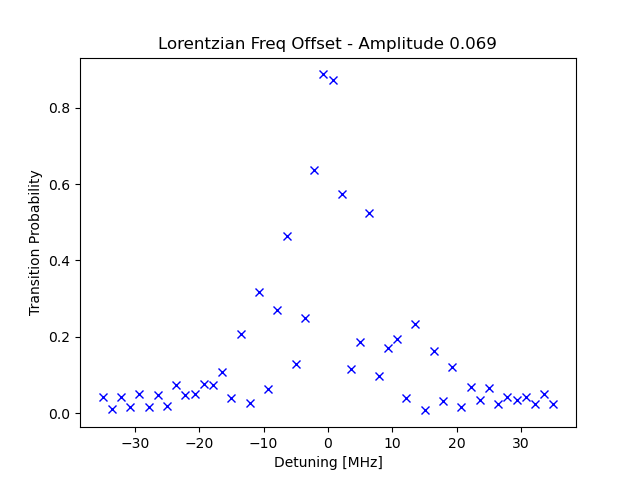 Lorentzian Freq Offset - Amplitude 0.069
Transition Probability
0.8
0.6
0.4
0.2
0.0
−30 −20 −10 0 10 20 30
Detuning [MHz]